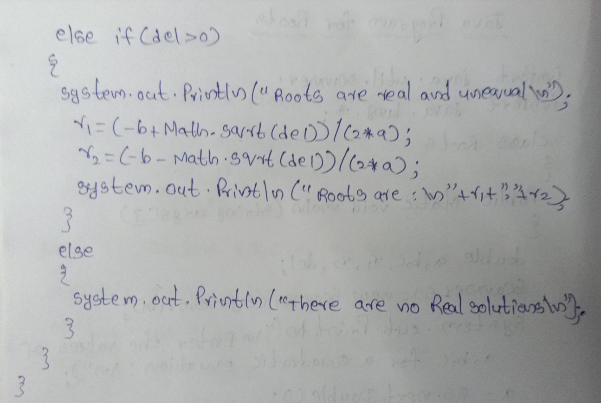 else if (del>0)
{
system.out.Println("Roots are real and unequal\n");
r1=(-b+Math.sqrt(del))/(2*a);
r2=(-b-Math.sqrt(del))/(2*a);
system.out.Println("Roots are :\n"+r1+","+r2);
}
else
{
system.out.Println("There are no Real solutions\n");
}
}
}